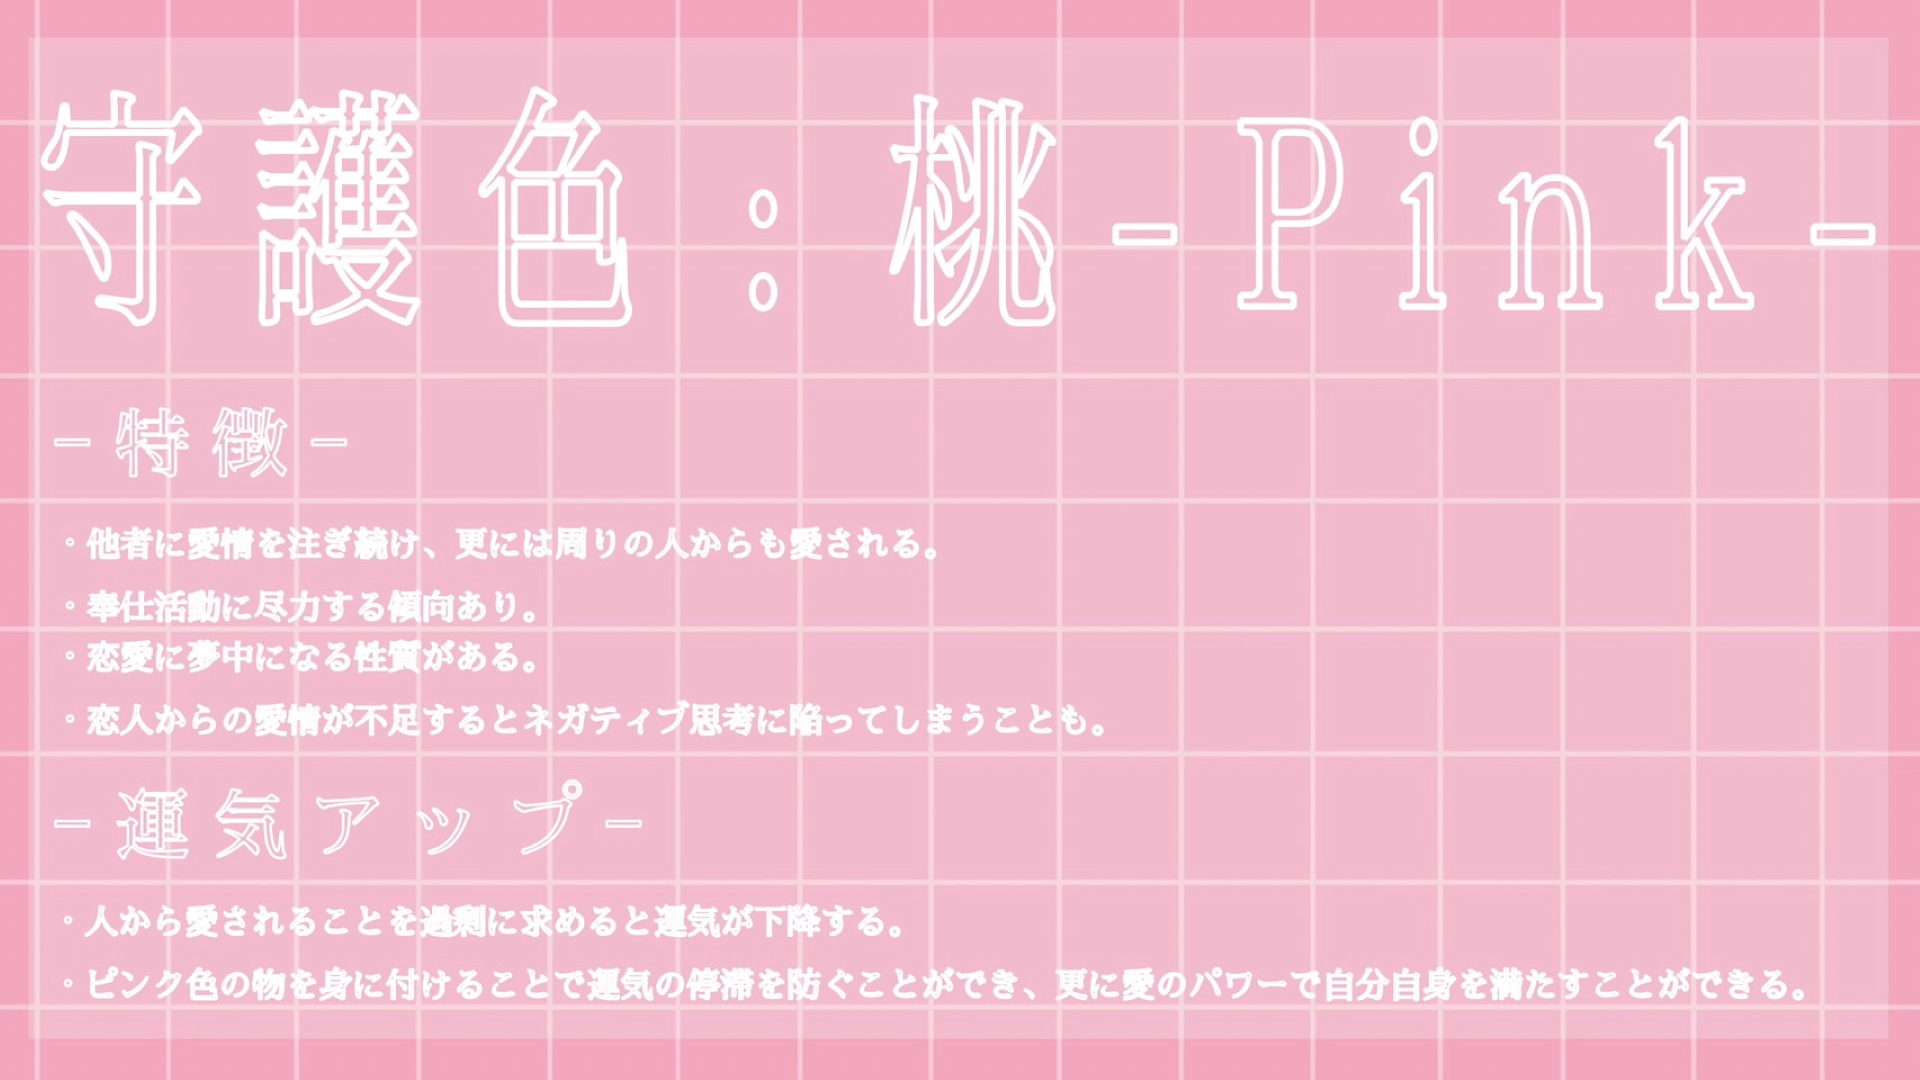 守護色：桃-Pink-
-特徴-
・他者に愛情を注ぎ続け、更には周りの人からも愛される。
・奉仕活動に尽力する傾向あり。
・恋愛に夢中になる性質がある。
・恋人からの愛情が不足するとネガティブ思考に陥ってしまうことも。
-運気アップ-
・人から愛されることを過剰に求めると運気が下降する。
・ピンク色の物を身に付けることで運気の停滞を防ぐことができ、更に愛のパワーで自分自身を満たすことができる。